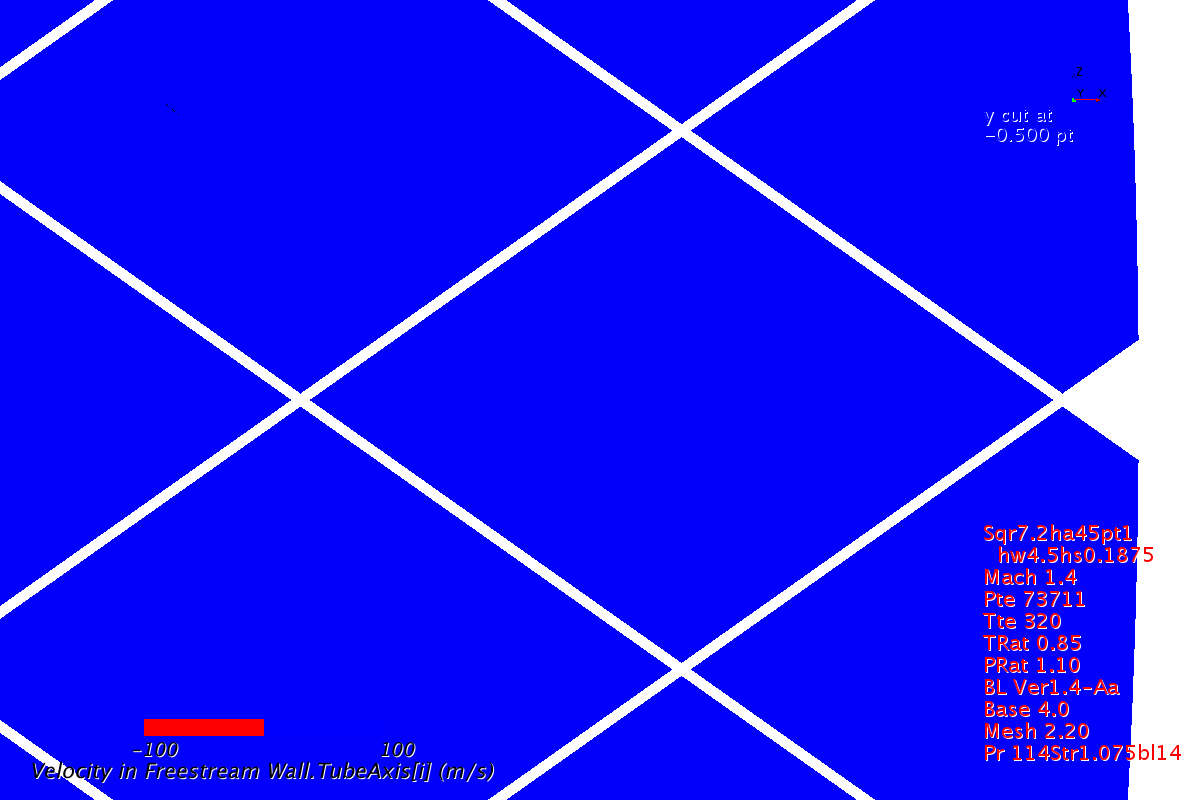 Z
Y X
y cut at
−0.500 pt
Sqr7.2ha45pt1
hw4.5hs0.1875
Mach 1.4
Pte 73711
Tte 320
TRat 0.85
PRat 1.10
BL Ver1.4−Aa
Base 4.0
Mesh 2.20
Pr 114Str1.075bl14
−100 100
Velocity in Freestream Wall.TubeAxis[i] (m/s)